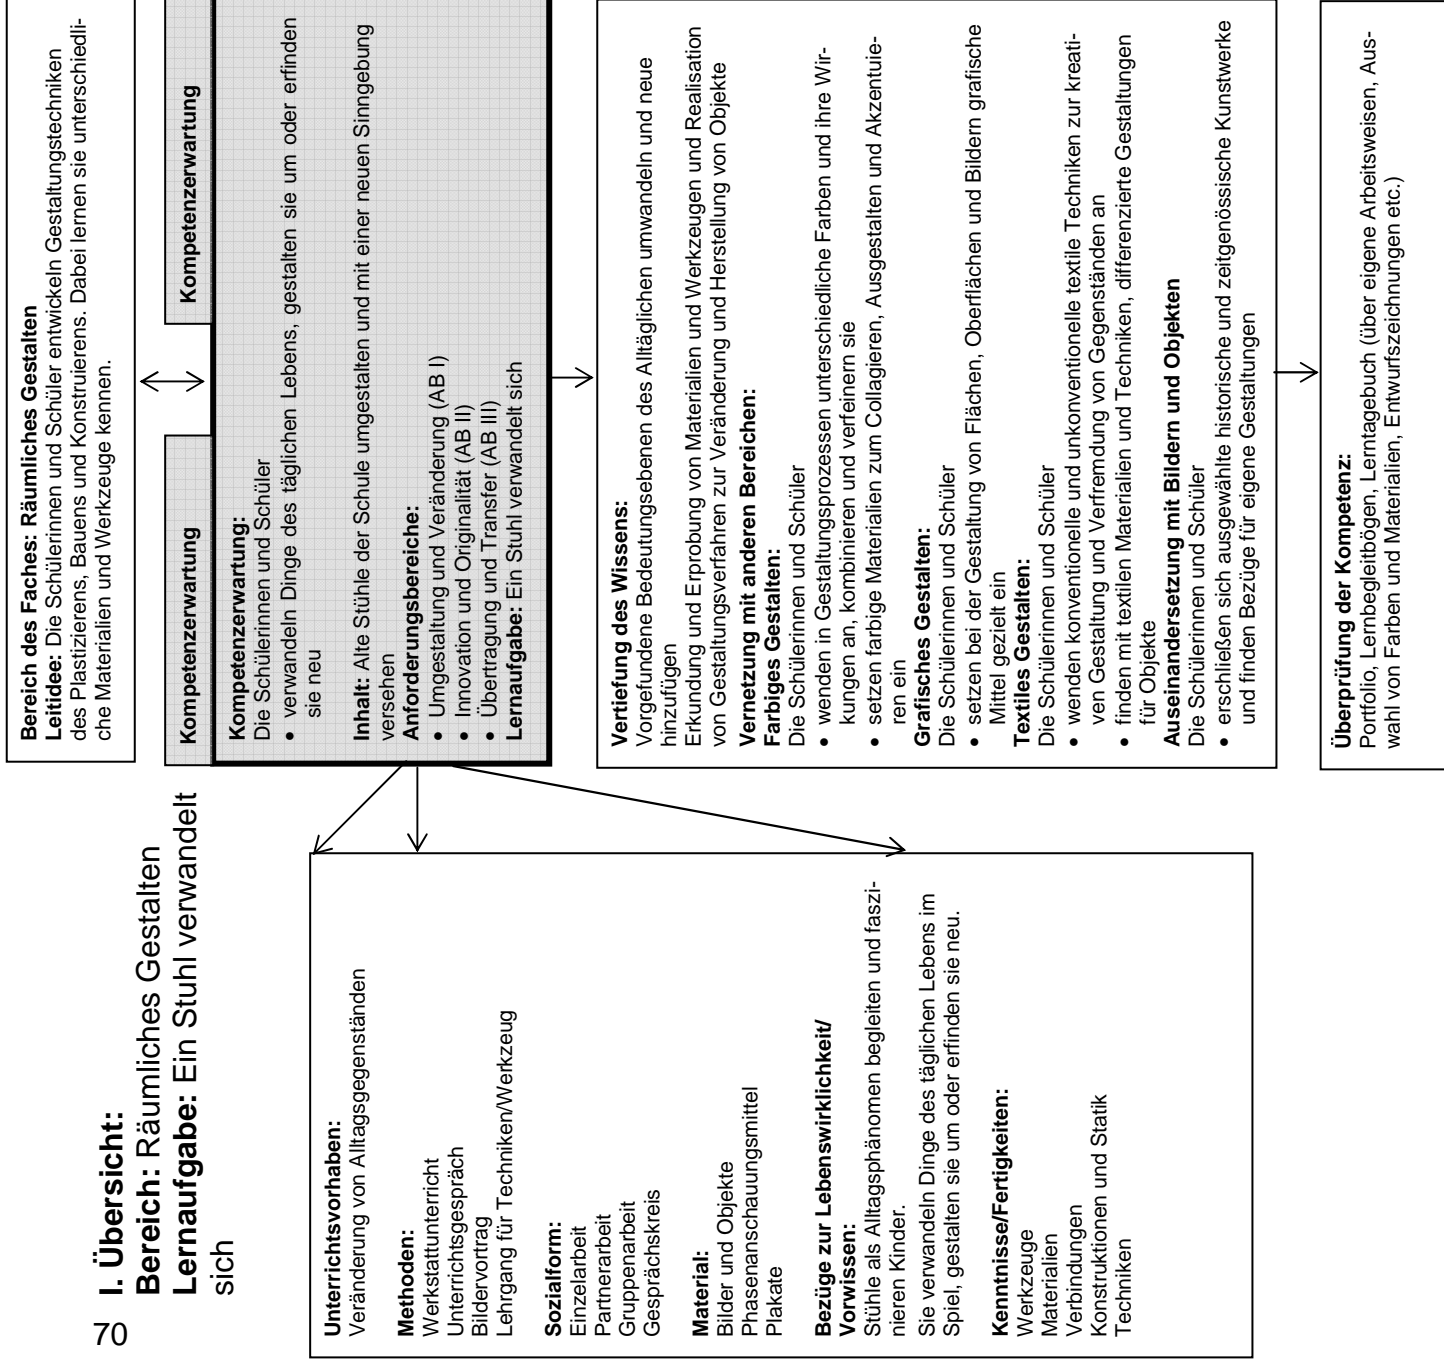 70
I. Übersicht:
Bereich: Räumliches Gestalten
Lernaufgabe: Ein Stuhl verwandelt
sich
Bereich des Faches: Räumliches Gestalten
Leitidee: Die Schülerinnen und Schüler entwickeln Gestaltungstechniken
des Plastizierens, Bauens und Konstruierens. Dabei lernen sie unterschiedli-
che Materialien und Werkzeuge kennen.
Kompetenzerwartung
Kompetenzerwartung
Kompetenzerwartung:
Die Schülerinnen und Schüler
• verwandeln Dinge des täglichen Lebens, gestalten sie um oder erfinden
sie neu
Inhalt: Alte Stühle der Schule umgestalten und mit einer neuen Sinngebung
versehen
Anforderungsbereiche:
• Umgestaltung und Veränderung (AB I)
• Innovation und Originalität (AB II)
• Übertragung und Transfer (AB III)
Lernaufgabe: Ein Stuhl verwandelt sich
Unterrichtsvorhaben:
Veränderung von Alltagsgegenständen
Methoden:
Werkstattunterricht
Unterrichtsgespräch
Bildervortrag
Lehrgang für Techniken/Werkzeug
Sozialform:
Einzelarbeit
Partnerarbeit
Gruppenarbeit
Gesprächskreis
Material:
Bilder und Objekte
Phasenanschauungsmittel
Plakate
Bezüge zur Lebenswirklichkeit/
Vorwissen:
Stühle als Alltagsphänomen begleiten und faszi-
nieren Kinder.
Sie verwandeln Dinge des täglichen Lebens im
Spiel, gestalten sie um oder erfinden sie neu.
Kenntnisse/Fertigkeiten:
Werkzeuge
Materialien
Verbindungen
Konstruktionen und Statik
Techniken
Vertiefung des Wissens:
Vorgefundene Bedeutungsebenen des Alltäglichen umwandeln und neue
hinzufügen
Erkundung und Erprobung von Materialien und Werkzeugen und Realisation
von Gestaltungsverfahren zur Veränderung und Herstellung von Objekte
Vernetzung mit anderen Bereichen:
Farbiges Gestalten:
Die Schülerinnen und Schüler
• wenden in Gestaltungsprozessen unterschiedliche Farben und ihre Wir-
kungen an, kombinieren und verfeinern sie
• setzen farbige Materialien zum Collagieren, Ausgestalten und Akzentuie-
ren ein
Grafisches Gestalten:
Die Schülerinnen und Schüler
• setzen bei der Gestaltung von Flächen, Oberflächen und Bildern grafische
Mittel gezielt ein
Textiles Gestalten:
Die Schülerinnen und Schüler
• wenden konventionelle und unkonventionelle textile Techniken zur kreati-
ven Gestaltung und Verfremdung von Gegenständen an
• finden mit textilen Materialien und Techniken, differenzierte Gestaltungen
für Objekte
Auseinandersetzung mit Bildern und Objekten
Die Schülerinnen und Schüler
• erschließen sich ausgewählte historische und zeitgenössische Kunstwerke
und finden Bezüge für eigene Gestaltungen
Überprüfung der Kompetenz:
Portfolio, Lernbegleitbögen, Lerntagebuch (über eigene Arbeitsweisen, Aus-
wahl von Farben und Materialien, Entwurfszeichnungen etc.)